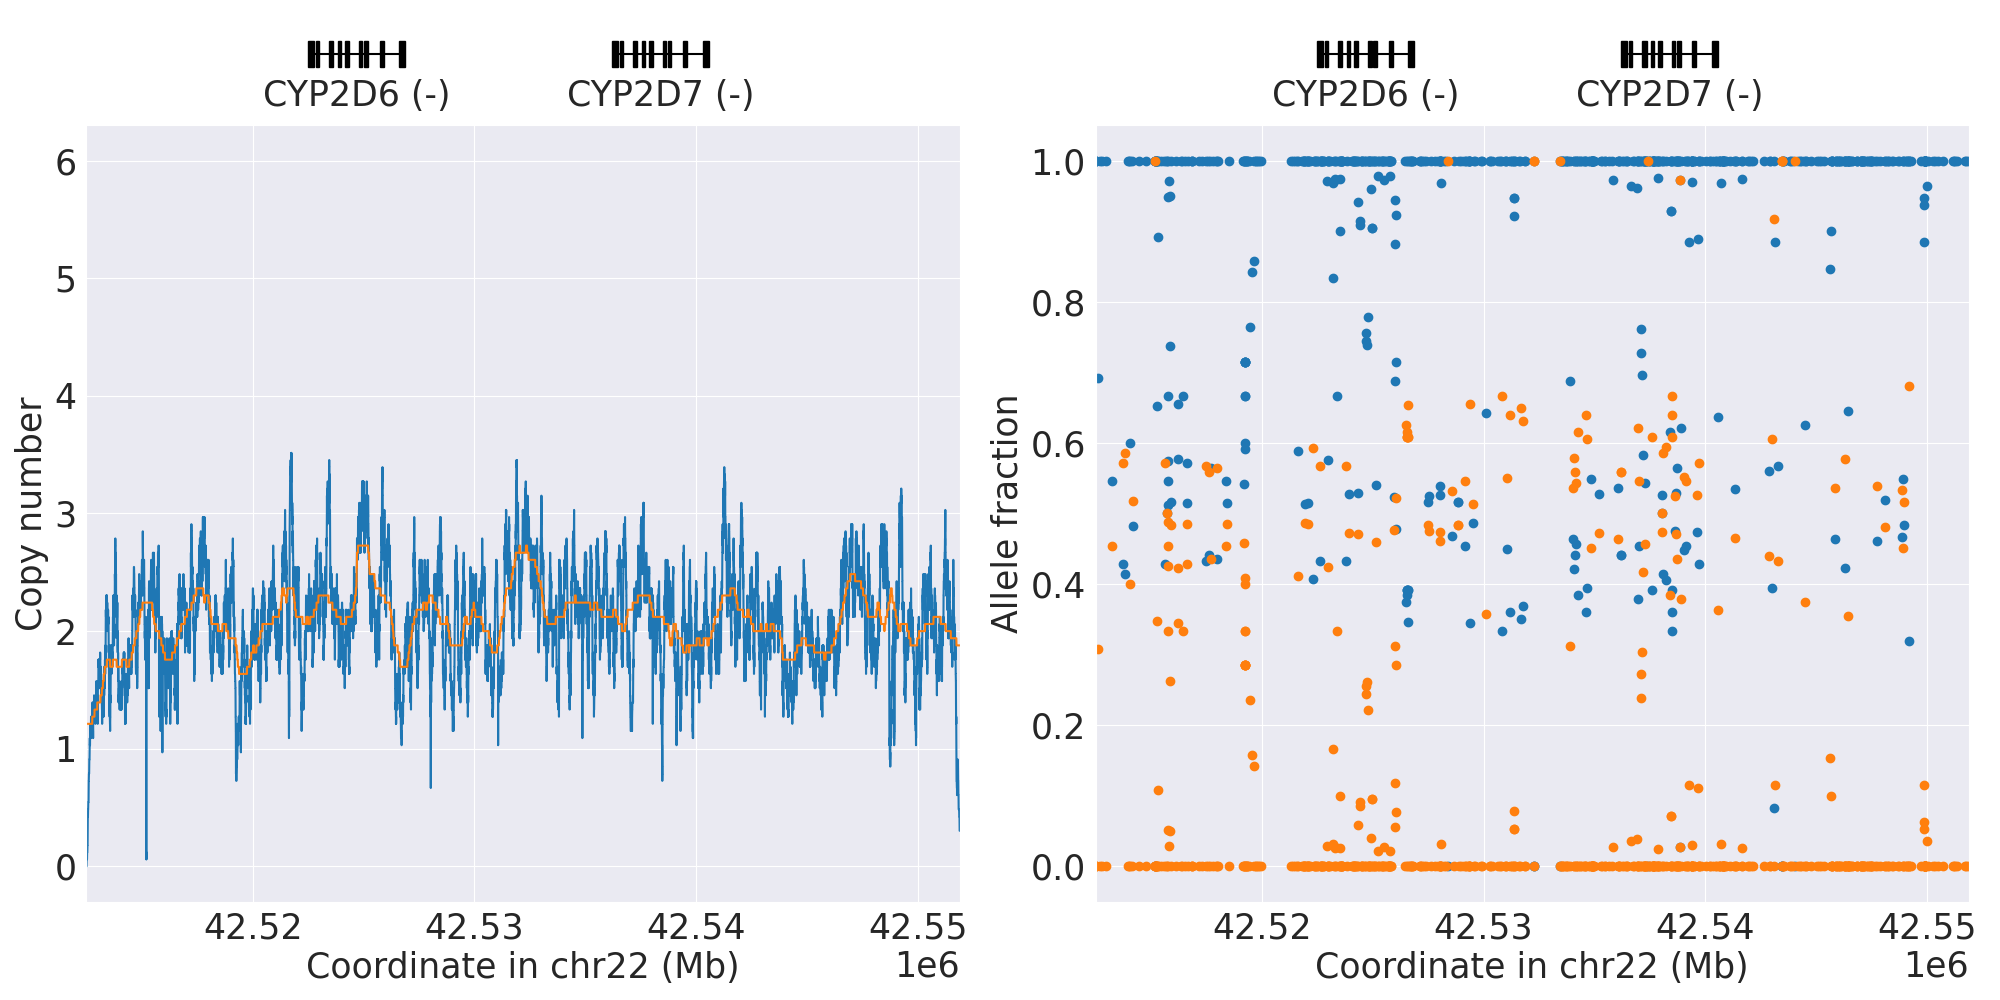 CYP2D6 (-) CYP2D7 (-)
6
5
4
3
2
1
0
Copy number
42.52 42.53 42.54 42.55
Coordinate in chr22 (Mb) 1e6
CYP2D6 (-) CYP2D7 (-)
1.0
0.8
0.6
0.4
0.2
0.0
Allele fraction
42.52 42.53 42.54 42.55
Coordinate in chr22 (Mb) 1e6